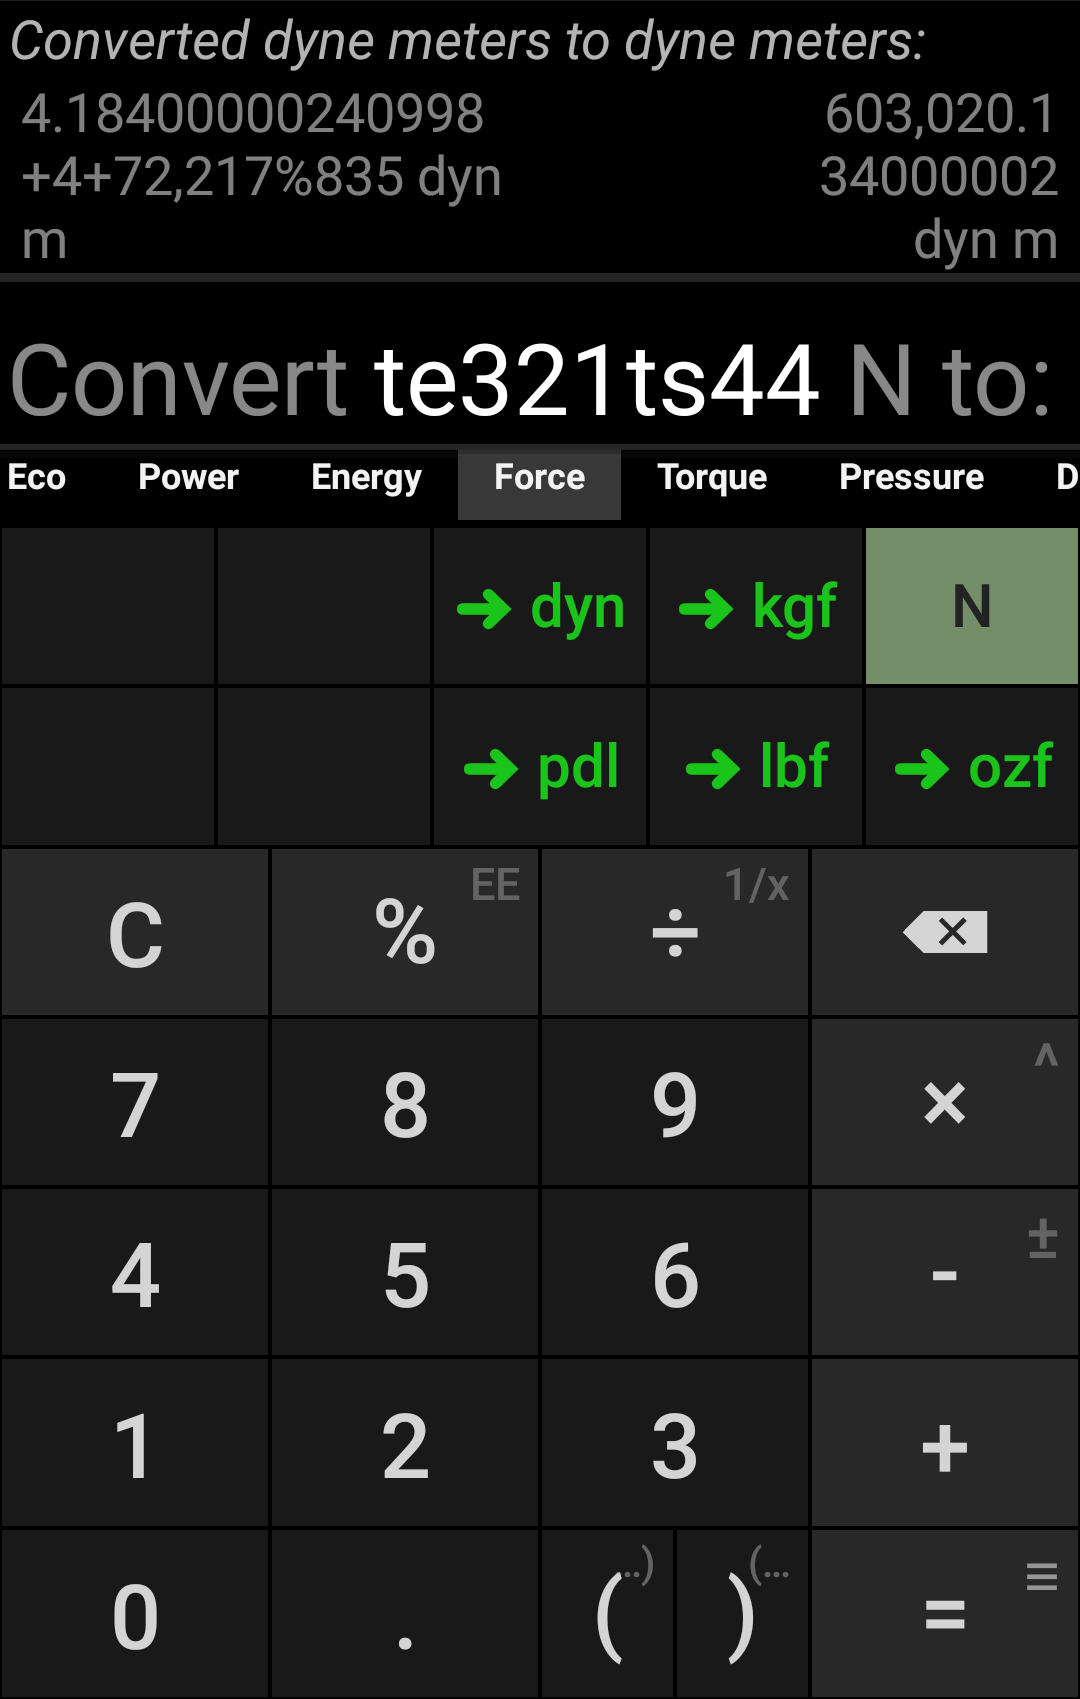 Converted dyne meters to dyne meters:
4.18400000240998 603,020.1
+4+72,217%835 dyn 34000002
m dyn m
Convert te321ts44 N to:
Eco Power Energy Force Torque Pressure D
➔ dyn ➔ kgf N
➔ pdl ➔ lbf ➔ ozf
C % EE ÷ 1/x
7 8 9 × ^
4 5 6 - ±
1 2 3 +
0 . ( ..) ) (... = ≡